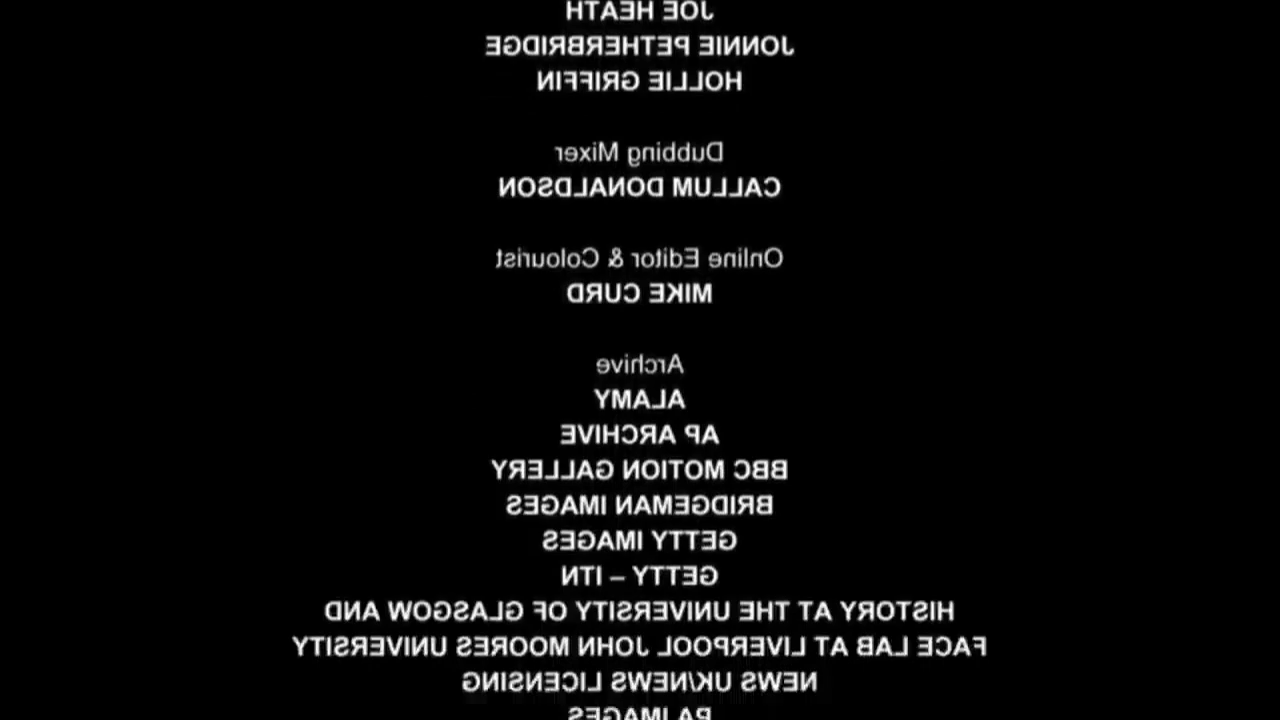 JOE HEATH
JONNIE PETHERBRIDGE
HOLLIE GRIFFIN
Dubbing Mixer
CALLUM DONALDSON
Online Editor & Colourist
MIKE CURD
Archive
ALAMY
AP ARCHIVE
BBC MOTION GALLERY
BRIDGEMAN IMAGES
GETTY IMAGES
GETTY – ITN
HISTORY AT THE UNIVERSITY OF GLASGOW AND
FACE LAB AT LIVERPOOL JOHN MOORES UNIVERSITY
NEWS UK/NEWS LICENSING
PA IMAGES